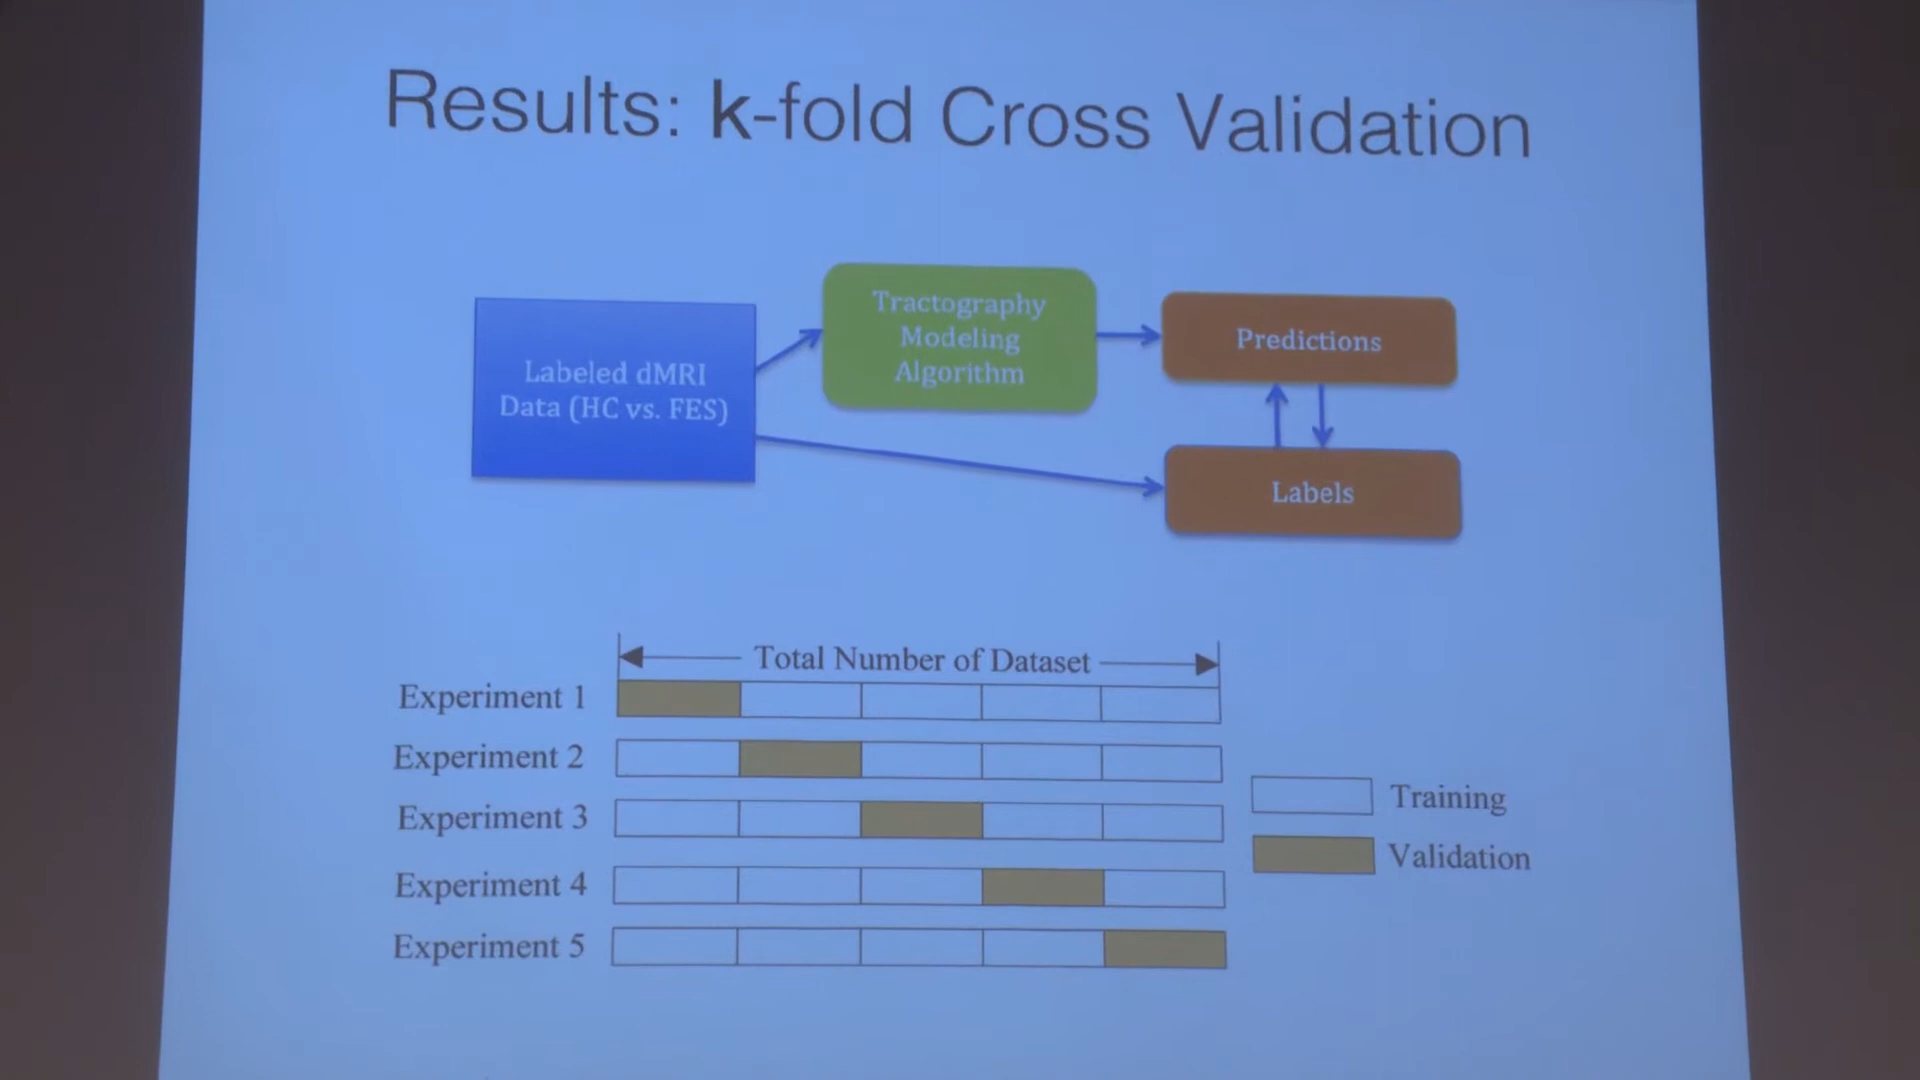 Results: k-fold Cross Validation
Labeled dMRI
Data (HC vs. FES)
Tractography
Modeling
Algorithm
Predictions
Labels
Total Number of Dataset
Experiment 1
Experiment 2
Experiment 3
Experiment 4
Experiment 5
Training
Validation